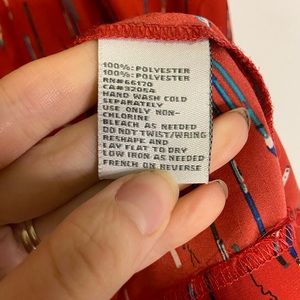 100% POLYESTER
100% POLYESTER
RN#66170
CA#32054
HAND WASH COLD
SEPARATELY
USE ONLY NON-
CHLORINE
BLEACH AS NEEDED
DO NOT TWIST/WRING
RESHAPE AND
LAY FLAT TO DRY
LOW IRON AS NEEDED
FRENCH ON REVERSE